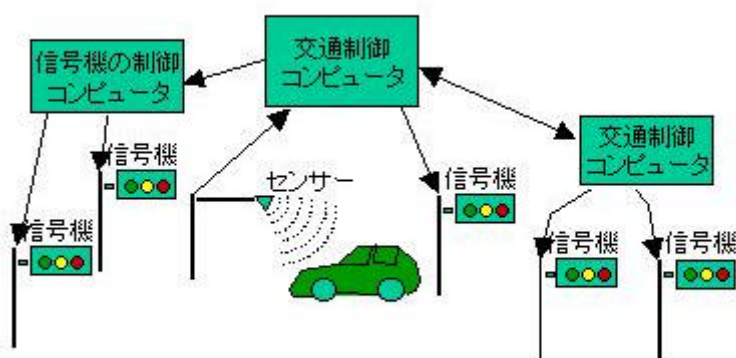 信号機の制御
コンピュータ
交通制御
コンピュータ
交通制御
コンピュータ
信号機
センサー
信号機
信号機
信号機
信号機